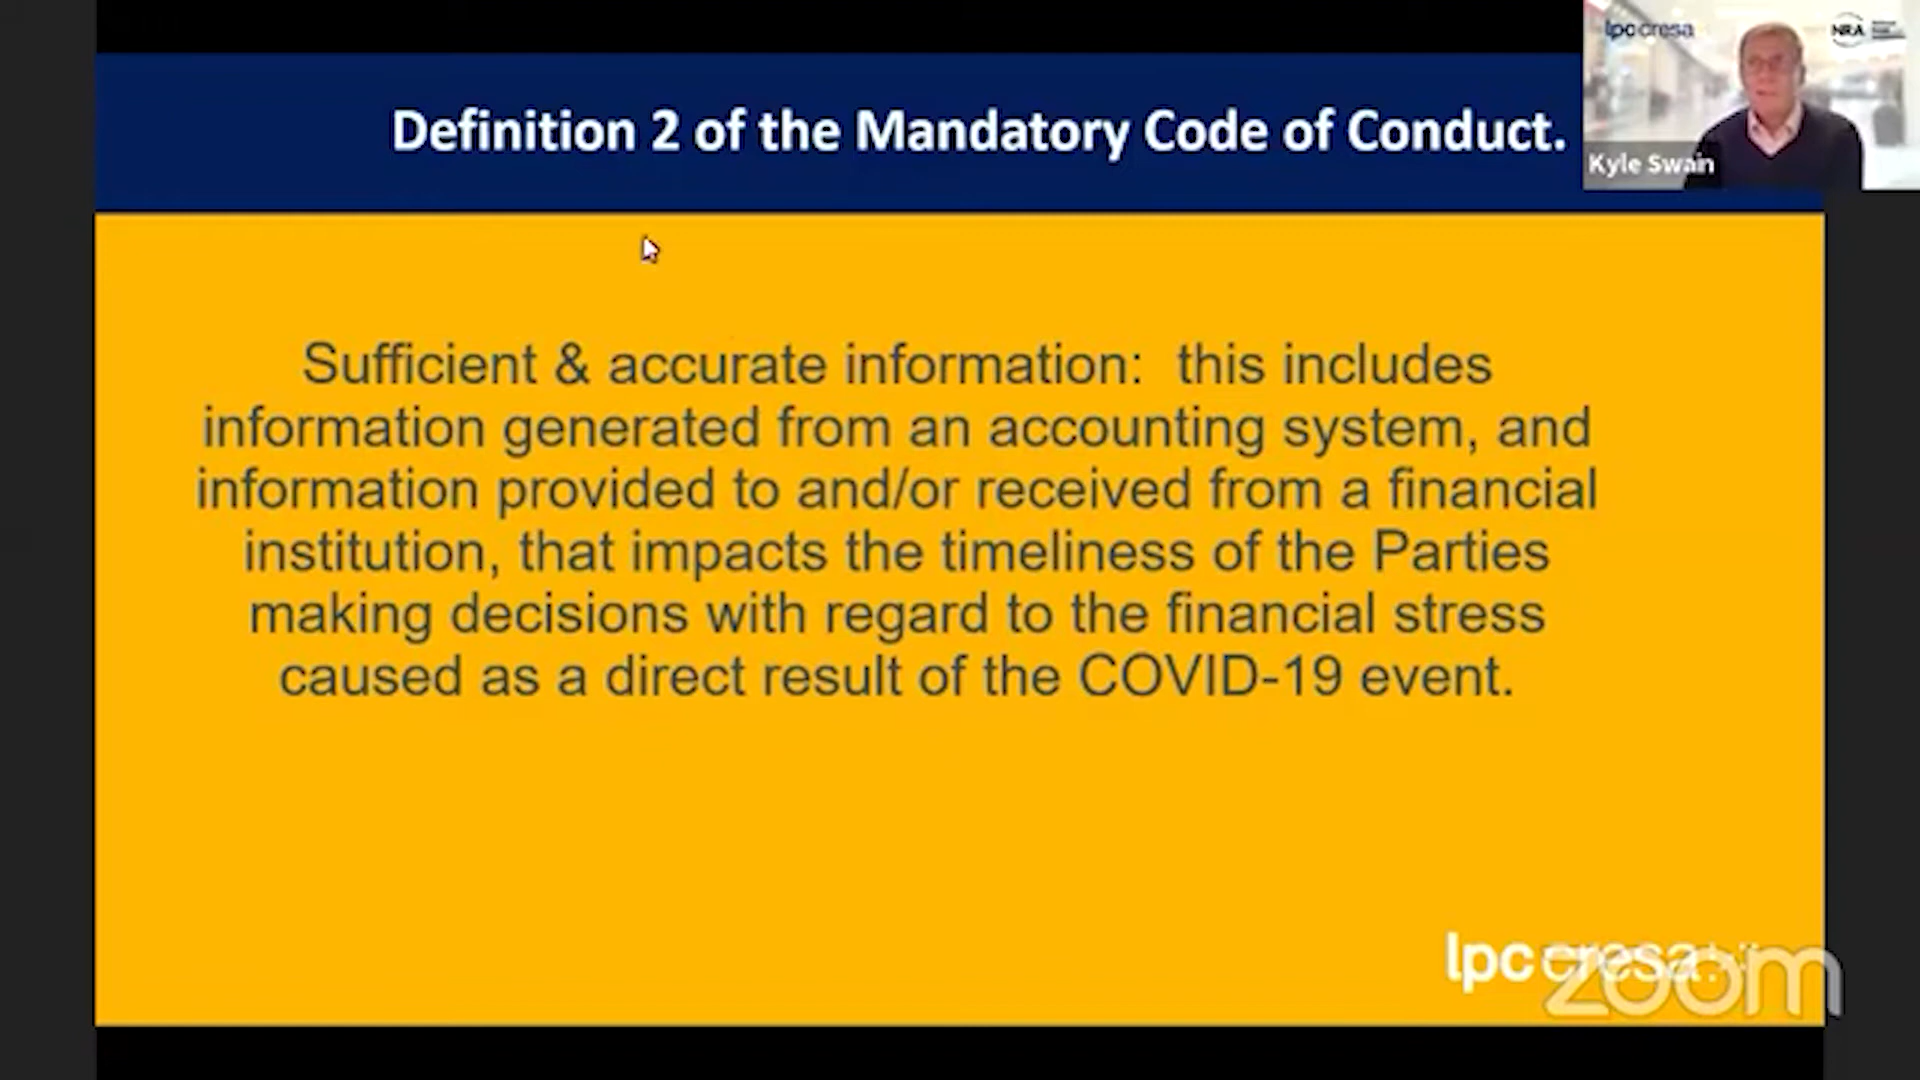 Definition 2 of the Mandatory Code of Conduct.
lpc cresa
NRA
Kyle Swain
Sufficient & accurate information: this includes
information generated from an accounting system, and
information provided to and/or received from a financial
institution, that impacts the timeliness of the Parties
making decisions with regard to the financial stress
caused as a direct result of the COVID-19 event.
lpc cresa
zoom